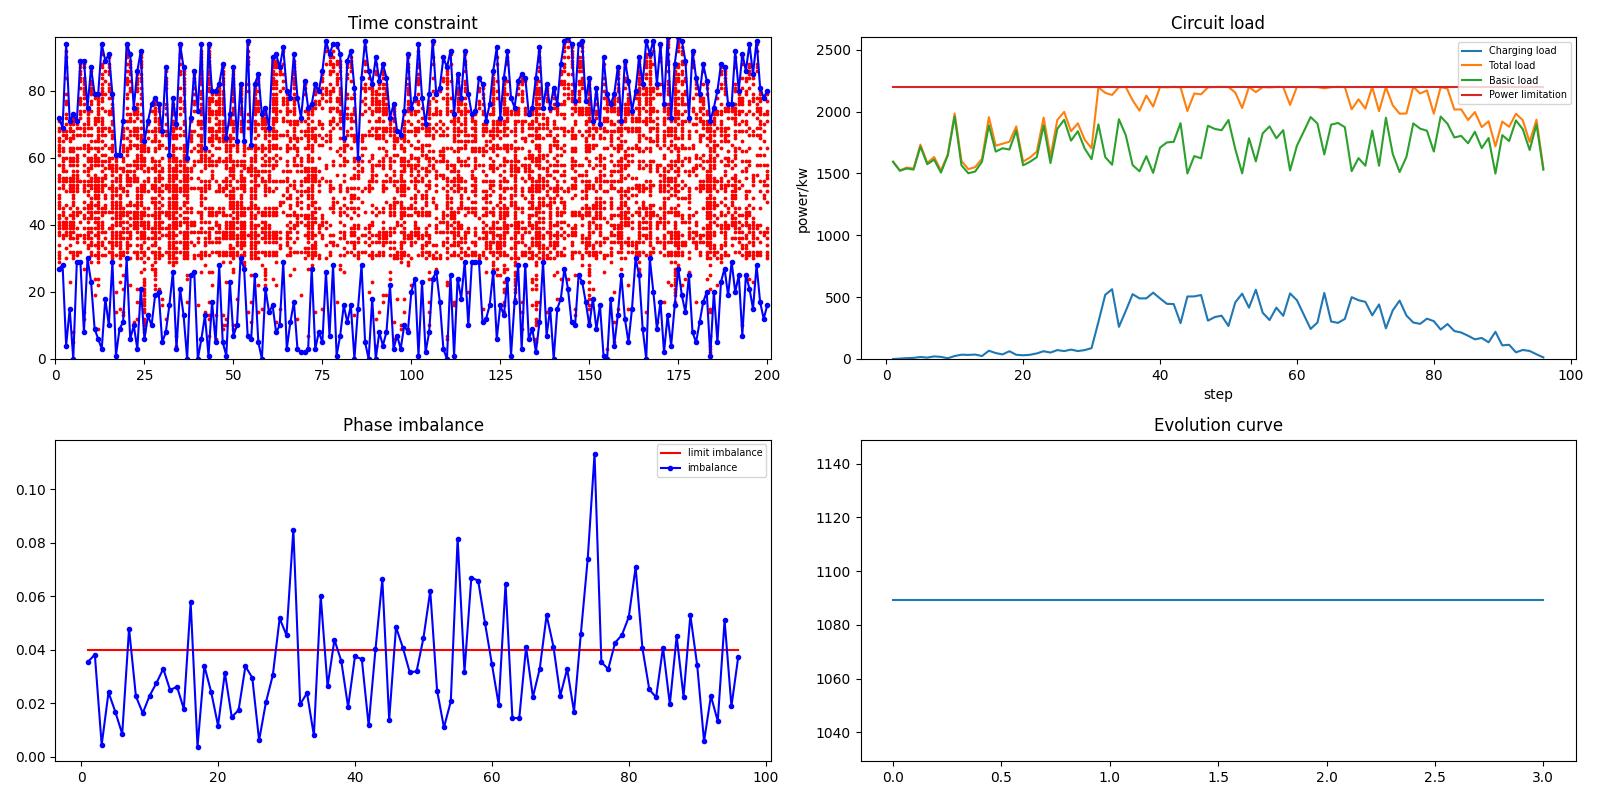 Time constraint
80
60
40
20
0
0 25 50 75 100 125 150 175 200
Circuit load
2500
2000
1500
1000
500
0
power/kw
Charging load
Total load
Basic load
Power limitation
0 20 40 60 80 100
step
Phase imbalance
0.10
0.08
0.06
0.04
0.02
0.00
limit imbalance
imbalance
0 20 40 60 80 100
Evolution curve
1140
1120
1100
1080
1060
1040
0.0 0.5 1.0 1.5 2.0 2.5 3.0